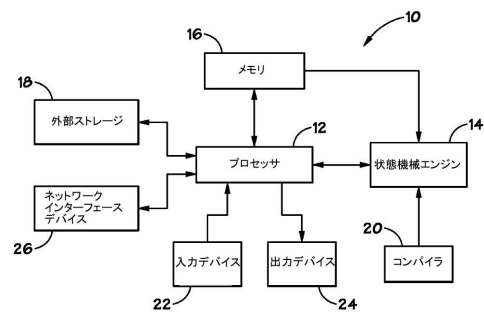 10
16
メモリ
18
外部ストレージ
12
プロセッサ
14
状態機械エンジン
ネットワーク
インターフェース
デバイス
26
入力デバイス
22
出力デバイス
24
20
コンパイラ